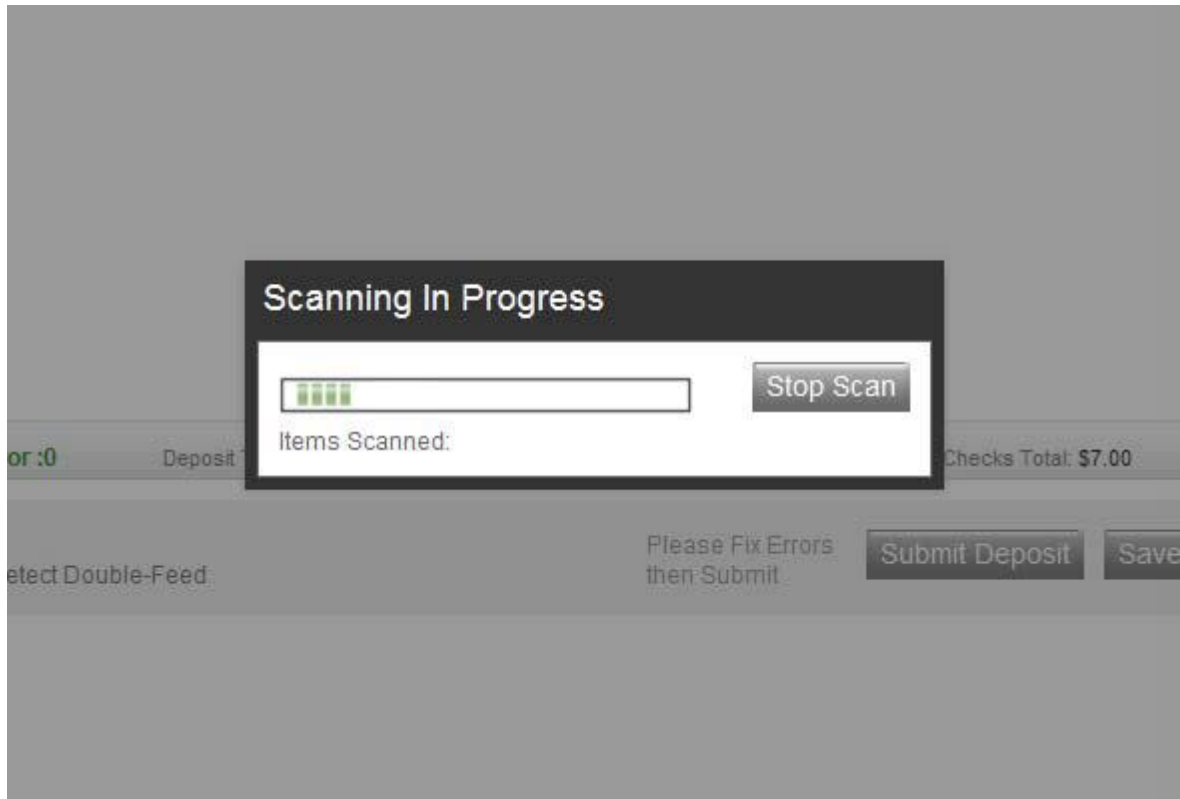 Scanning In Progress
Stop Scan
Items Scanned:
or :0 Deposit Checks Total: $7.00
Please Fix Errors
then Submit
Submit Deposit Save
etect Double-Feed